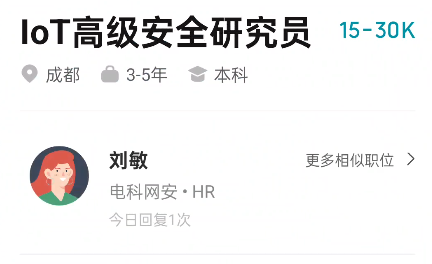 IoT高级安全研究员 15-30K
成都 3-5年 本科
刘敏 更多相似职位
电科网安 • HR
今日回复1次